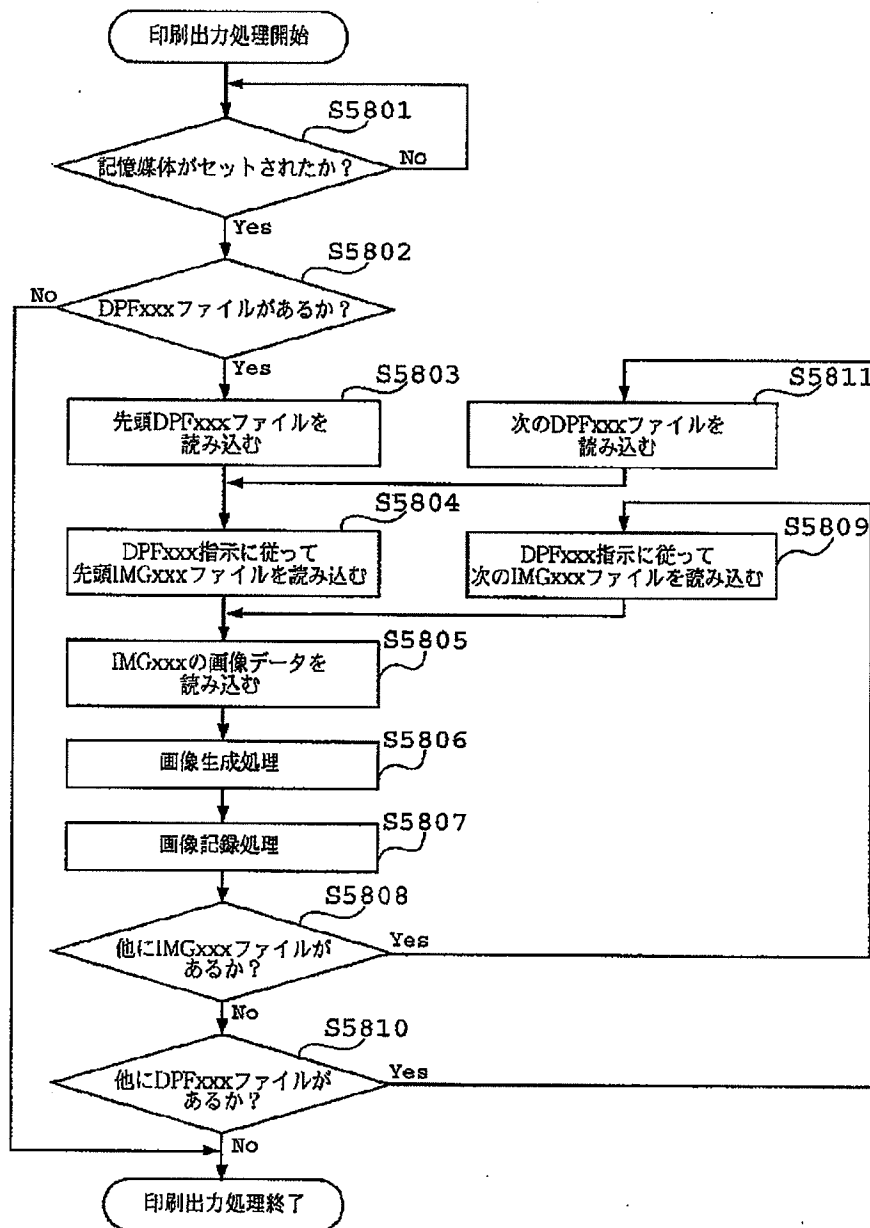 印刷出力処理開始
S5801
記憶媒体がセットされたか？
No
Yes
S5802
No
DPFxxxファイルがあるか？
Yes
S5803
先頭DPFxxxファイルを
読み込む
S5811
次のDPFxxxファイルを
読み込む
S5804
DPFxxx指示に従って
先頭IMGxxxファイルを読み込む
S5809
DPFxxx指示に従って
次のIMGxxxファイルを読み込む
S5805
IMGxxxの画像データを
読み込む
S5806
画像生成処理
S5807
画像記録処理
S5808
他にIMGxxxファイルが
あるか？
Yes
No
S5810
他にDPFxxxファイルが
あるか？
Yes
No
印刷出力処理終了